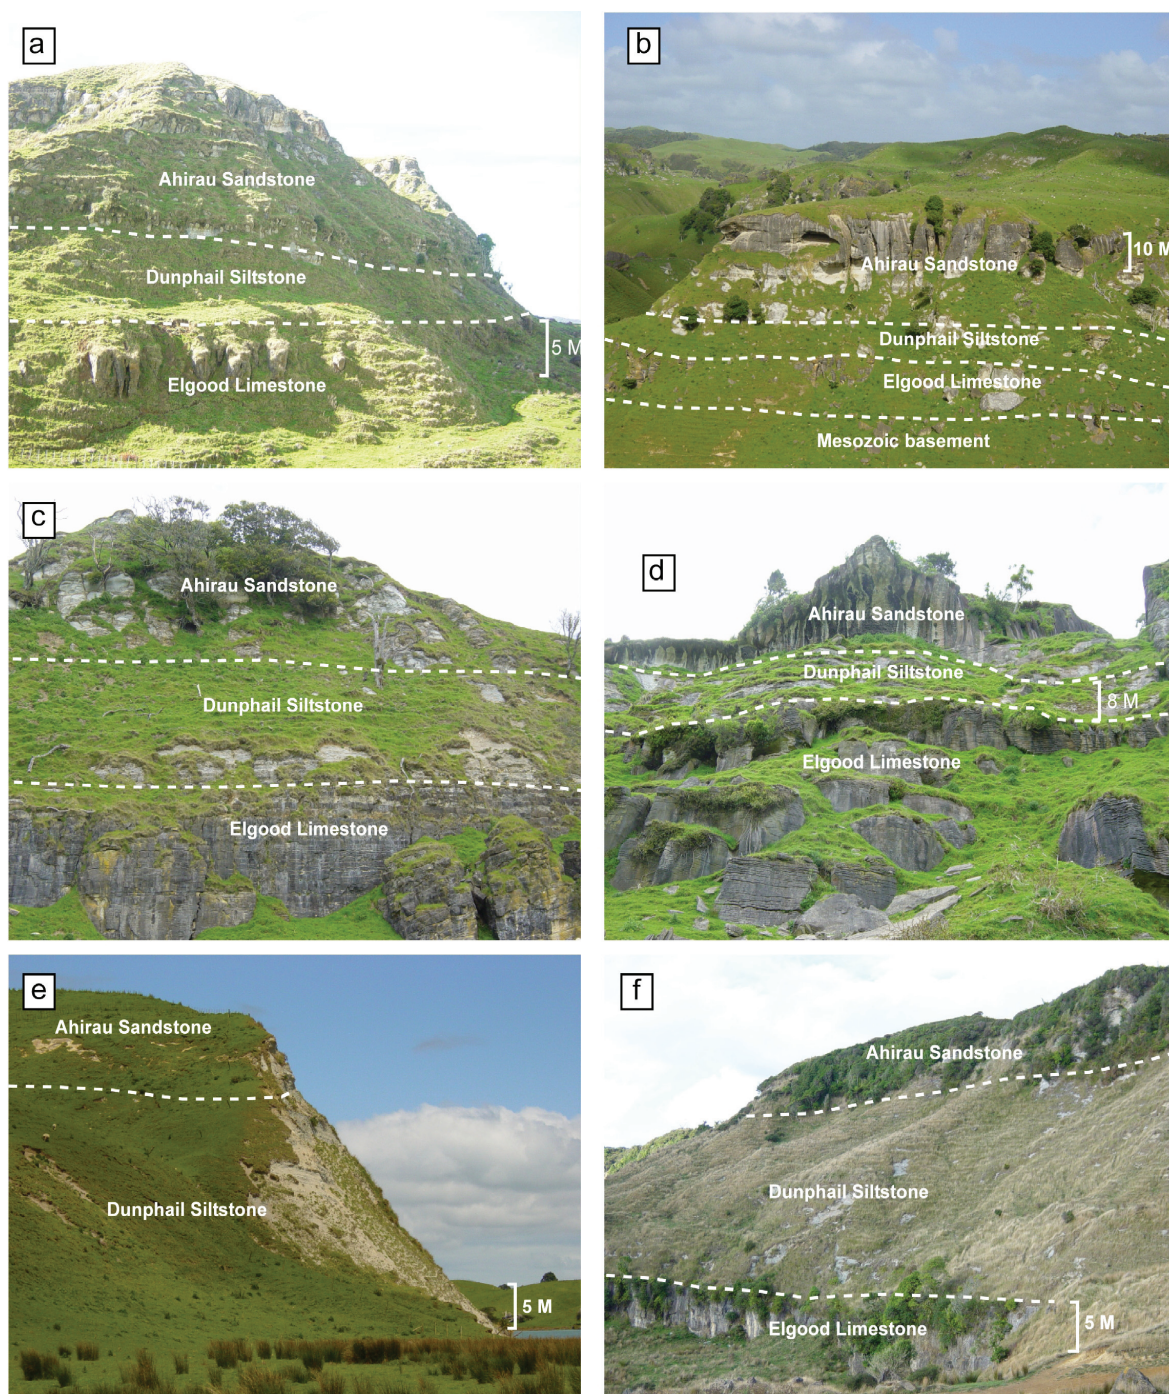 a
Ahirau Sandstone
Dunphail Siltstone
5 M
Elgood Limestone
b
10 M
Ahirau Sandstone
Dunphail Siltstone
Elgood Limestone
Mesozoic basement
c
Ahirau Sandstone
Dunphail Siltstone
Elgood Limestone
d
Ahirau Sandstone
Dunphail Siltstone
8 M
Elgood Limestone
e
Ahirau Sandstone
Dunphail Siltstone
5 M
f
Ahirau Sandstone
Dunphail Siltstone
Elgood Limestone
5 M